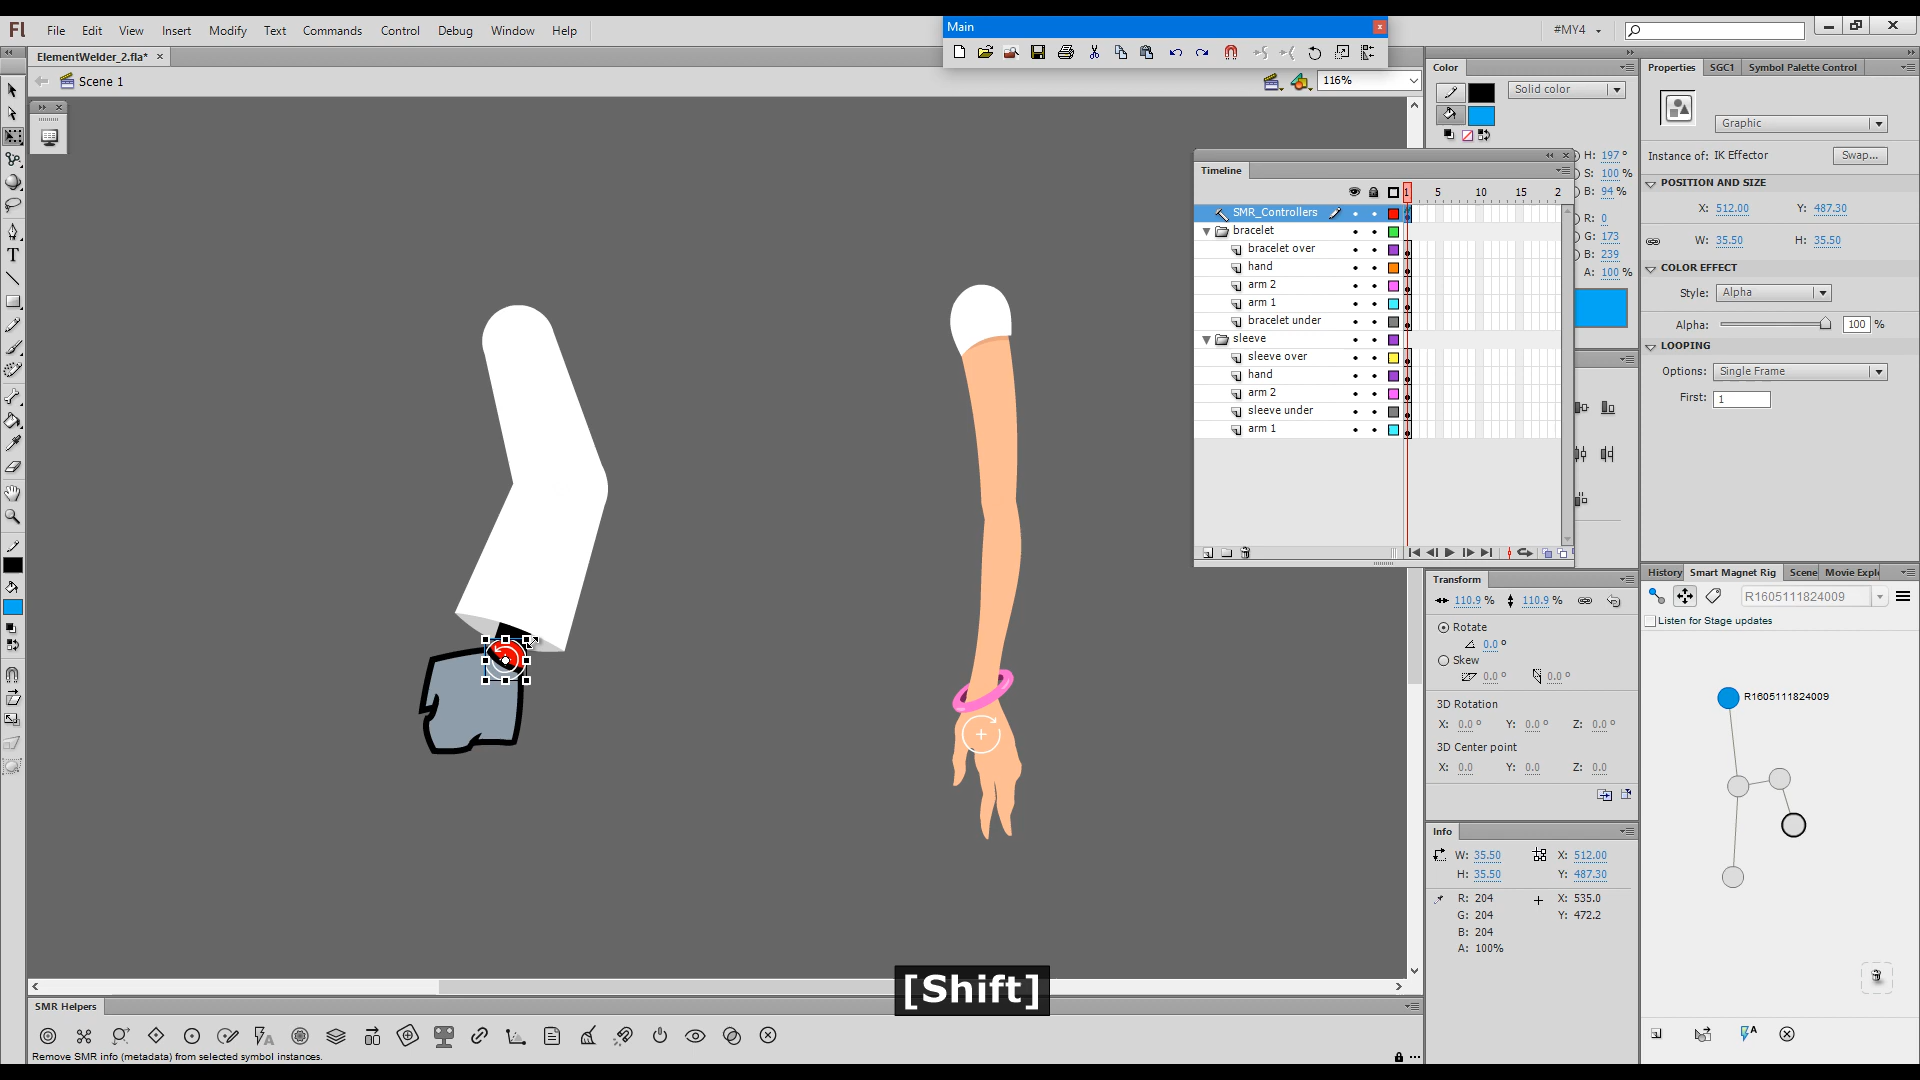 Main
Fl File Edit View Insert Modify Text Commands Control Debug Window Help
#MY4
ElementWelder_2.fla*
Scene 1
116%
Color
Solid color
H: 197 °
S: 100 %
B: 94 %
R: 0
G: 173
B: 239
A: 100 %
Timeline
1 5 10 15 2
SMR_Controllers
bracelet
bracelet over
hand
arm 2
arm 1
bracelet under
sleeve
sleeve over
hand
arm 2
sleeve under
arm 1
Properties SGC1 Symbol Palette Control
Graphic
Instance of: IK Effector Swap...
POSITION AND SIZE
X: 512.00 Y: 487.30
W: 35.50 H: 35.50
COLOR EFFECT
Style: Alpha
Alpha: 100 %
LOOPING
Options: Single Frame
First: 1
Transform
110.9 % 110.9 %
Rotate
0.0 °
Skew
0.0 ° 0.0 °
3D Rotation
X: 0.0 ° Y: 0.0 ° Z: 0.0 °
3D Center point
X: 0.0 Y: 0.0 Z: 0.0
Info
W: 35.50 X: 512.00
H: 35.50 Y: 487.30
R: 204 X: 535.0
G: 204 Y: 472.2
B: 204
A: 100%
History Smart Magnet Rig Scene Movie Expl
R1605111824009
Listen for Stage updates
R1605111824009
[Shift]
SMR Helpers
Remove SMR info (metadata) from selected symbol instances.